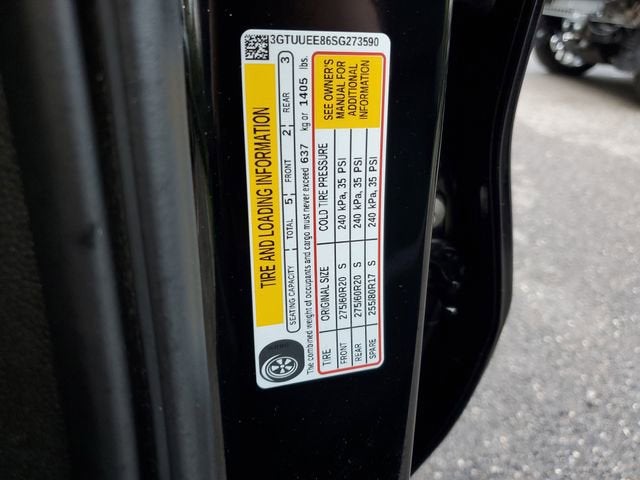 3GTUUEE86SG273590
TIRE AND LOADING INFORMATION
SEATING CAPACITY TOTAL 5 FRONT 2 REAR 3
The combined weight of occupants and cargo must never exceed 637 kg or 1405 lbs.
TIRE ORIGINAL SIZE COLD TIRE PRESSURE
FRONT 275/60R20 S 240 kPa, 35 PSI
REAR 275/60R20 S 240 kPa, 35 PSI
SPARE 255/80R17 S 240 kPa, 35 PSI
SEE OWNER'S
MANUAL FOR
ADDITIONAL
INFORMATION